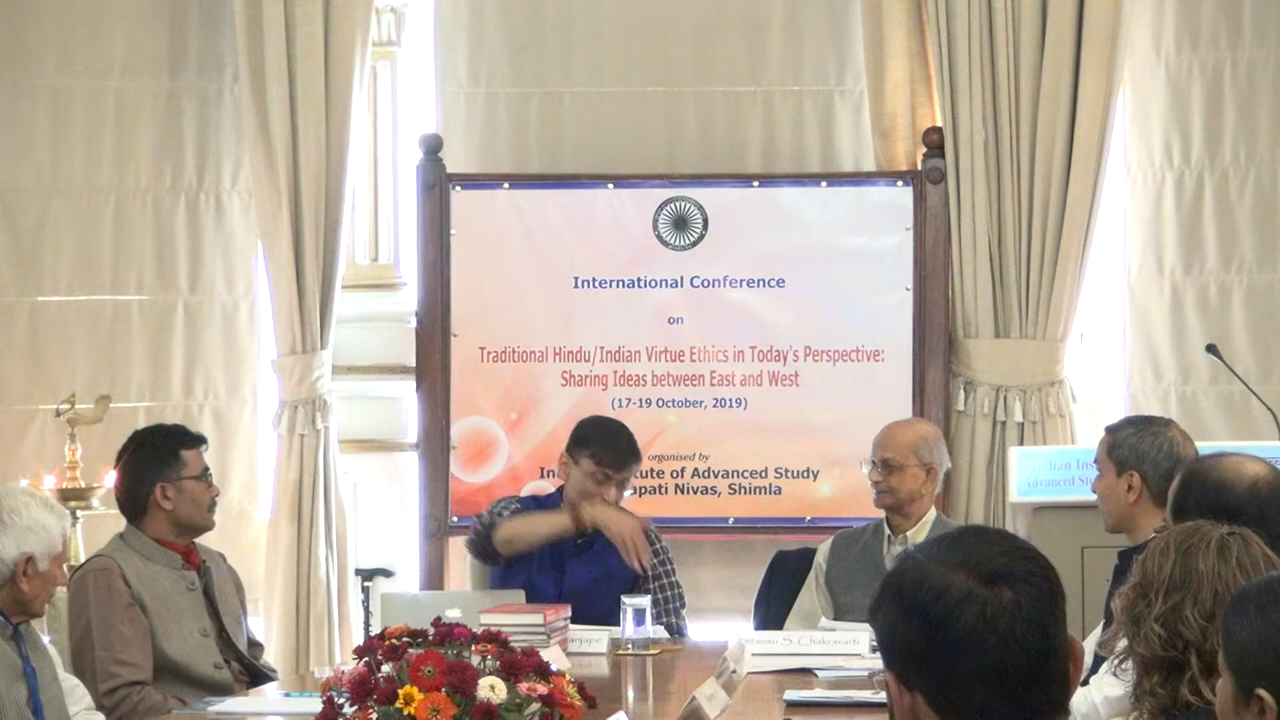 International Conference
on
Traditional Hindu/Indian Virtue Ethics in Today's Perspective:
Sharing Ideas between East and West
(17-19 October, 2019)
organised by
of Advanced Study
Nivas, Shimla
S. Chakravarti